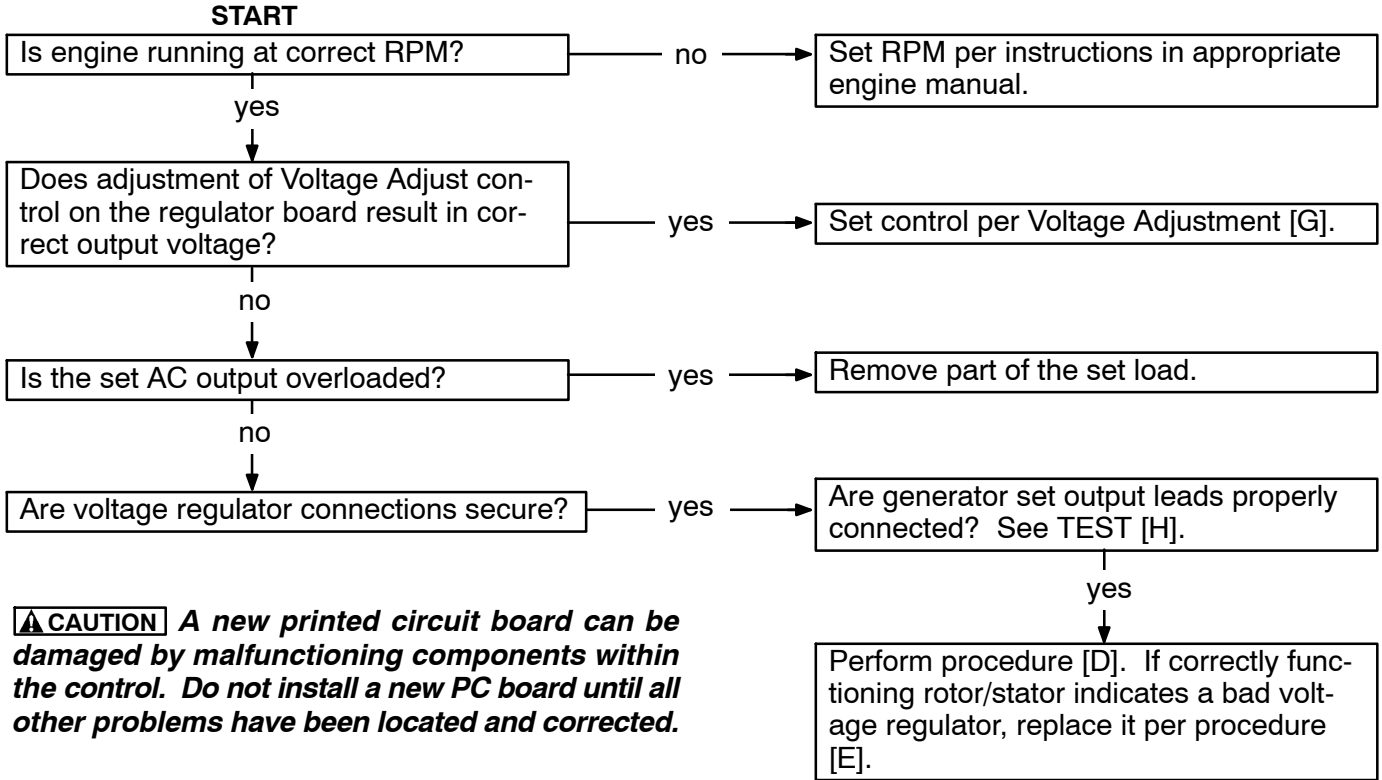 START
Is engine running at correct RPM?
no
Set RPM per instructions in appropriate
engine manual.
yes
Does adjustment of Voltage Adjust con-
trol on the regulator board result in cor-
rect output voltage?
yes
Set control per Voltage Adjustment [G].
no
Is the set AC output overloaded?
yes
Remove part of the set load.
no
Are voltage regulator connections secure?
yes
Are generator set output leads properly
connected? See TEST [H].
yes
Perform procedure [D]. If correctly func-
tioning rotor/stator indicates a bad volt-
age regulator, replace it per procedure
[E].
CAUTION A new printed circuit board can be
damaged by malfunctioning components within
the control. Do not install a new PC board until all
other problems have been located and corrected.